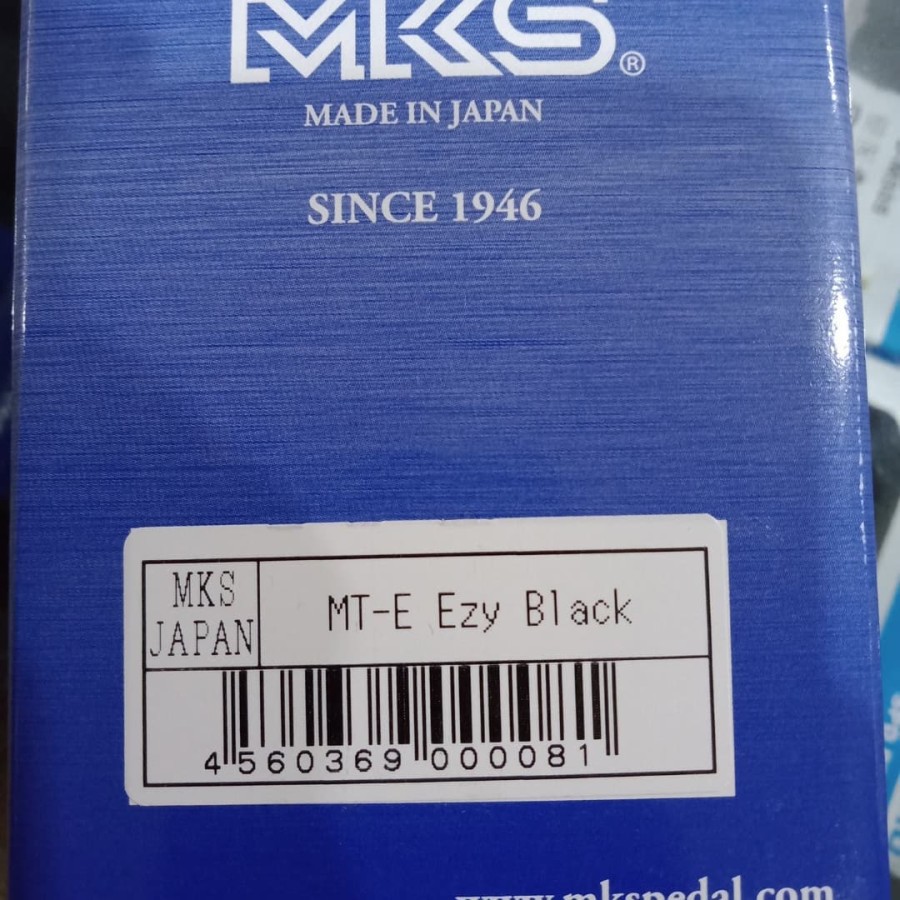 MKS®
MADE IN JAPAN
SINCE 1946
MKS
JAPAN
MT-E Ezy Black
4 560369 000081
www.mkspedal.com